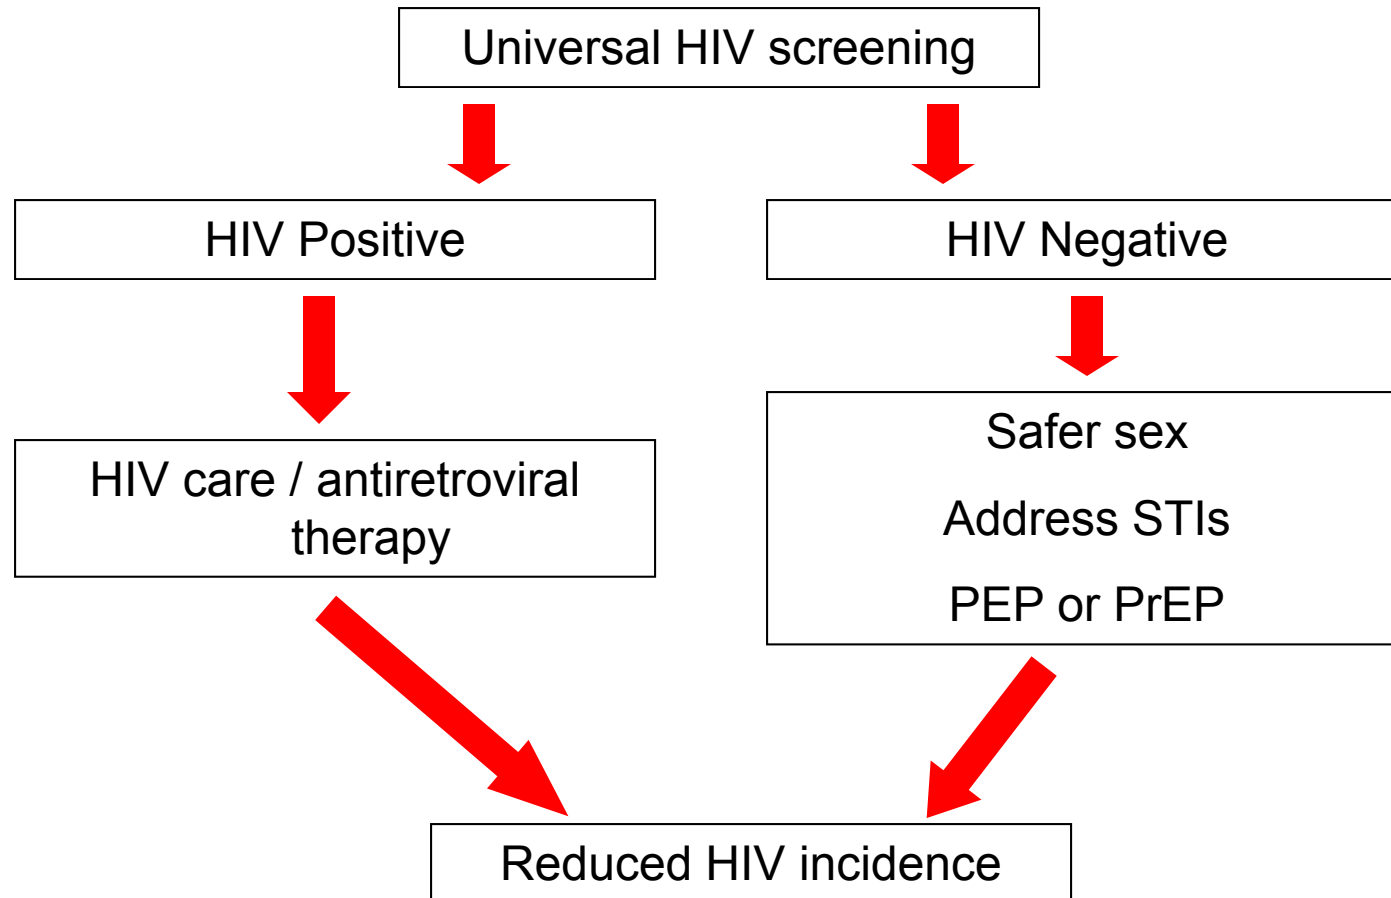 Universal HIV screening
HIV Positive
HIV Negative
HIV care / antiretroviral
therapy
Safer sex
Address STIs
PEP or PrEP
Reduced HIV incidence